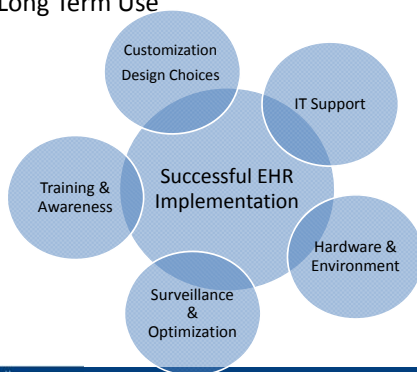 Long Term Use
Customization
Design Choices
IT Support
Successful EHR
Implementation
Training &
Awareness
Hardware &
Environment
Surveillance
&
Optimization